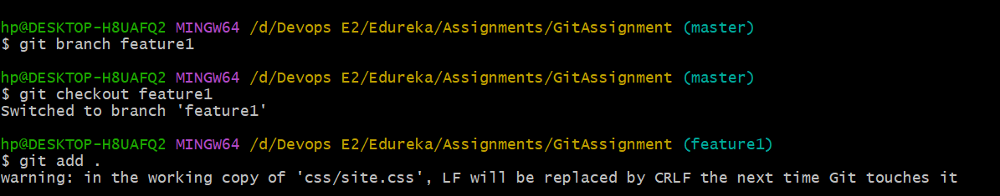 hp@DESKTOP-H8UAFQ2 MINGW64 /d/Devops E2/Edureka/Assignments/GitAssignment (master)
$ git branch feature1
hp@DESKTOP-H8UAFQ2 MINGW64 /d/Devops E2/Edureka/Assignments/GitAssignment (master)
$ git checkout feature1
Switched to branch 'feature1'
hp@DESKTOP-H8UAFQ2 MINGW64 /d/Devops E2/Edureka/Assignments/GitAssignment (feature1)
$ git add .
warning: in the working copy of 'css/site.css', LF will be replaced by CRLF the next time Git touches it